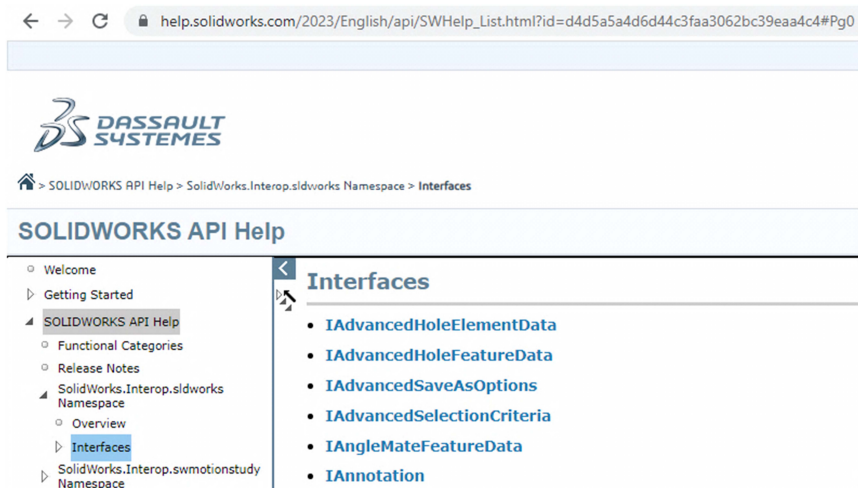 help.solidworks.com/2023/English/api/SWHelp_List.html?id=d4d5a5a4d6d44c3faa3062bc39eaa4c4#Pg0
DASSAULT
SYSTEMES
> SOLIDWORKS API Help > SolidWorks.Interop.sldworks Namespace > Interfaces
SOLIDWORKS API Help
Welcome
Getting Started
SOLIDWORKS API Help
Functional Categories
Release Notes
SolidWorks.Interop.sldworks
Namespace
Overview
Interfaces
SolidWorks.Interop.swmotionstudy
Namespace
Interfaces
IAdvancedHoleElementData
IAdvancedHoleFeatureData
IAdvancedSaveAsOptions
IAdvancedSelectionCriteria
IAngleMateFeatureData
IAnnotation